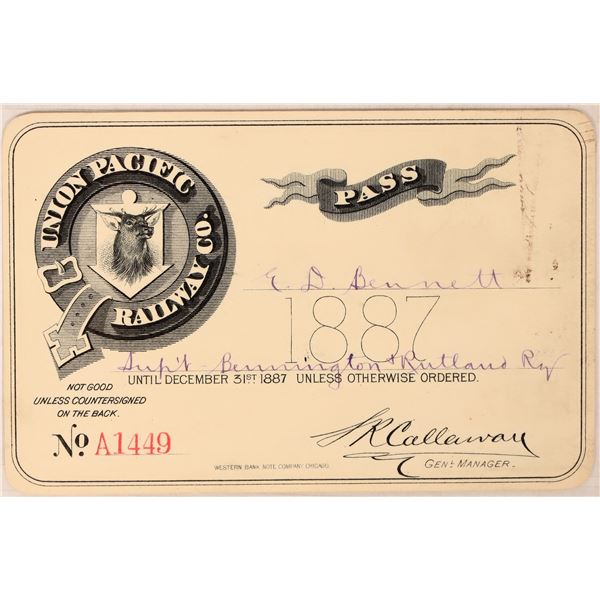 UNION PACIFIC
RAILWAY CO.
PASS
E. D. Bennett
1887
Sup't Bennington & Rutland Ry
UNTIL DECEMBER 31ST 1887 UNLESS OTHERWISE ORDERED.
NOT GOOD
UNLESS COUNTERSIGNED
ON THE BACK.
No. A1449
S R Callaway
GENL MANAGER.
WESTERN BANK NOTE COMPANY, CHICAGO.